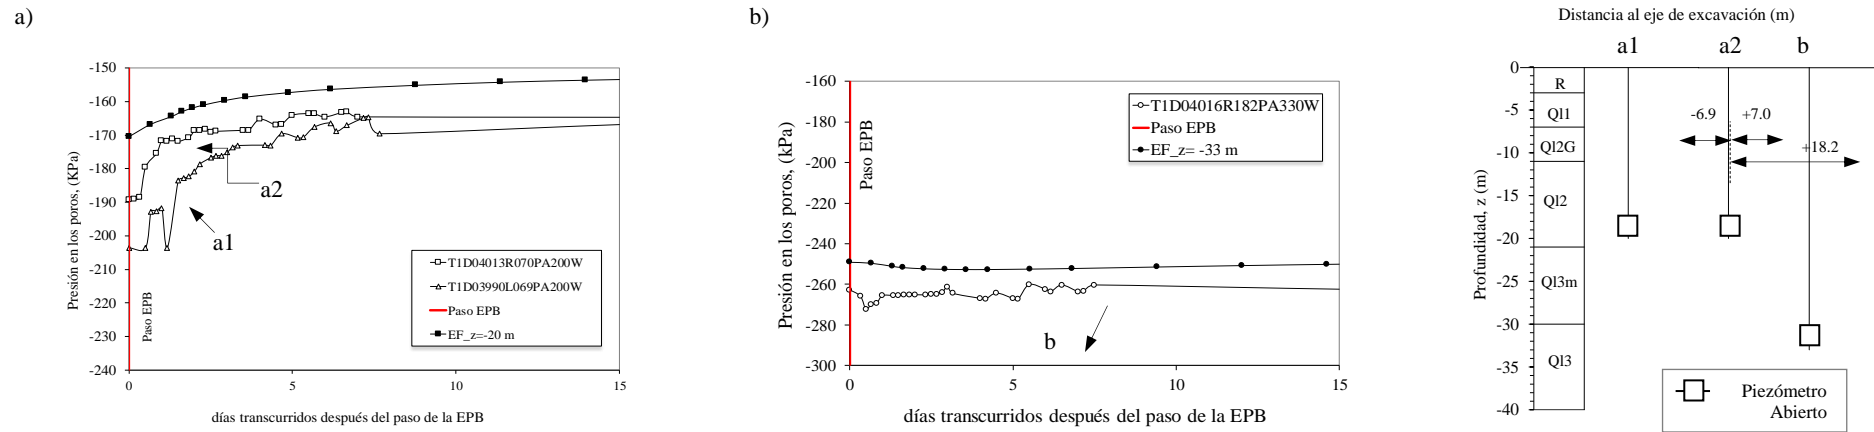 a)
-150
-160
-170
-180
-190
-200
-210
-220
-230
-240
Presión en los poros, (KPa)
Paso EPB
a2
a1
T1D04013R070PA200W
T1D03990L069PA200W
Paso EPB
EF_z=-20 m
0
5
10
15
días transcurridos después del paso de la EPB
b)
-160
-180
-200
-220
-240
-260
-280
-300
Presión en los poros, (kPa)
Paso EPB
T1D04016R182PA330W
Paso EPB
EF_z= -33 m
b
0
5
10
15
días transcurridos después del paso de la EPB
Distancia al eje de excavación (m)
a1
a2
b
0
-5
-10
-15
-20
-25
-30
-35
-40
Profundidad, z (m)
R
Ql1
Ql2G
Ql2
Ql3m
Ql3
-6.9
+7.0
+18.2
Piezómetro
Abierto